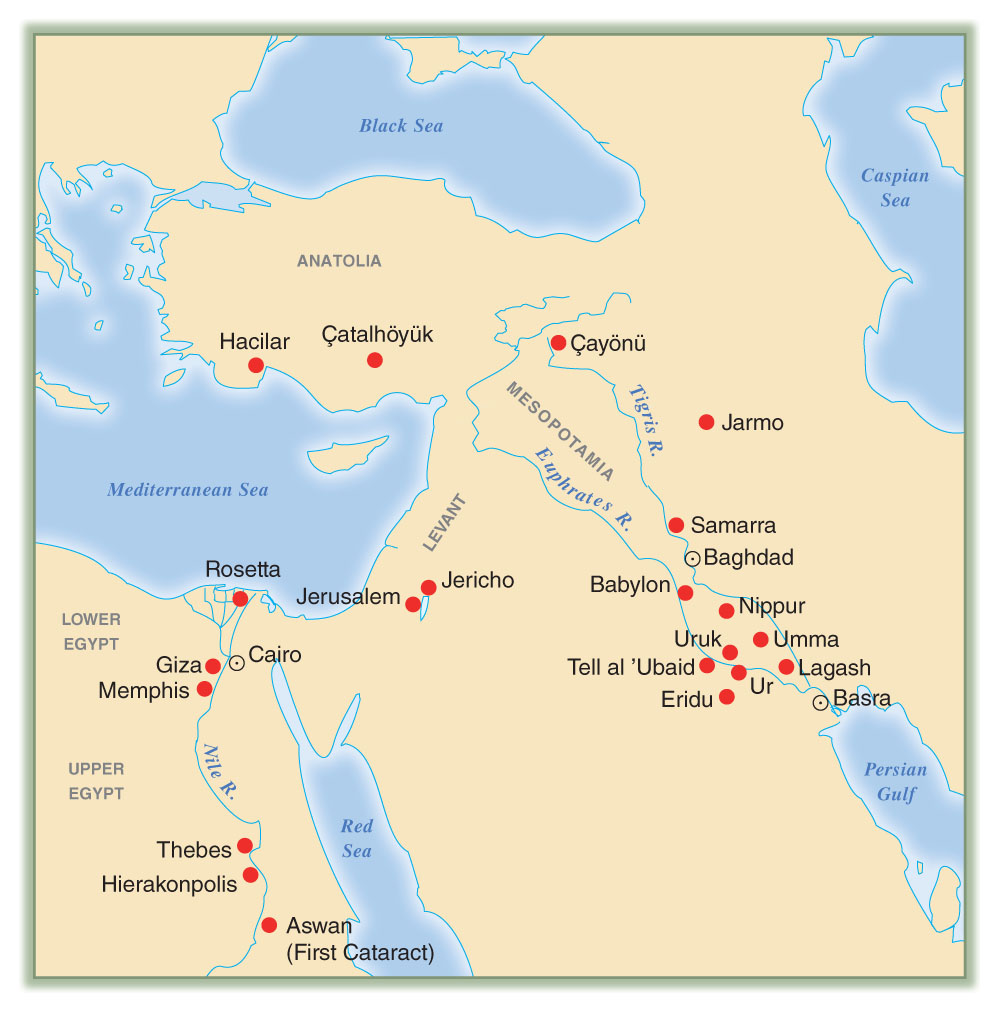 Black Sea
Caspian
Sea
ANATOLIA
Hacilar
Çatalhöyük
Çayönü
MESOPOTAMIA
Tigris R.
Jarmo
Euphrates R.
Mediterranean Sea
LEVANT
Samarra
Baghdad
Rosetta
Jericho
Jerusalem
Babylon
Nippur
LOWER
EGYPT
Uruk
Umma
Giza
Cairo
Tell al ’Ubaid
Lagash
Memphis
Ur
Eridu
Basra
Nile R.
UPPER
EGYPT
Persian
Gulf
Red
Sea
Thebes
Hierakonpolis
Aswan
(First Cataract)